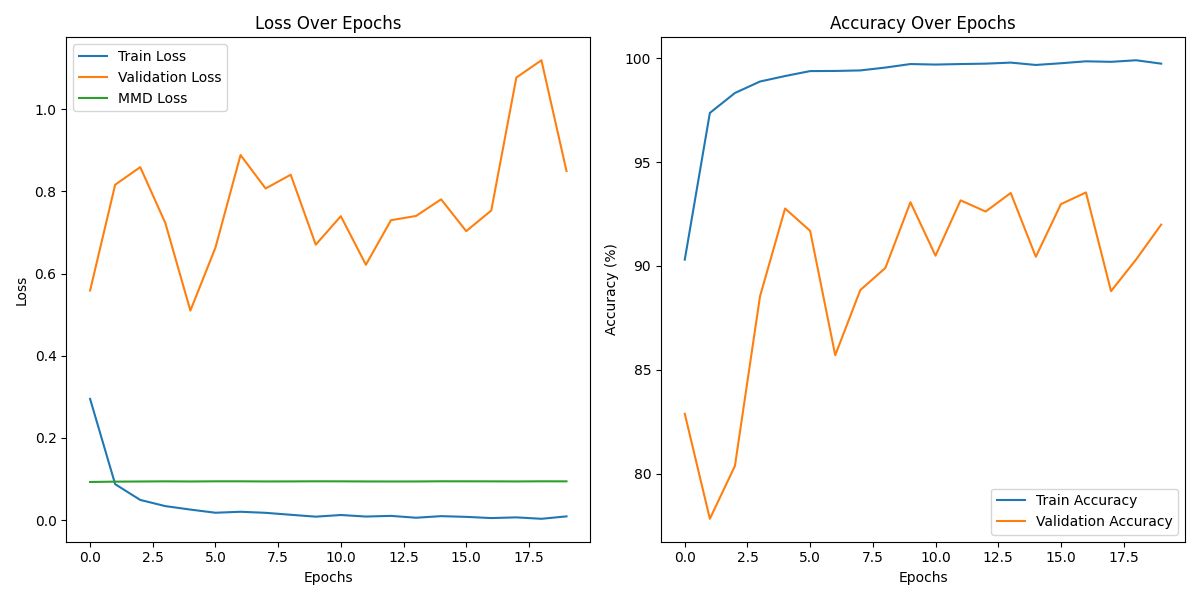 Loss Over Epochs
Train Loss
Validation Loss
MMD Loss
Loss
1.0
0.8
0.6
0.4
0.2
0.0
0.0 2.5 5.0 7.5 10.0 12.5 15.0 17.5
Epochs
Accuracy Over Epochs
Accuracy (%)
100
95
90
85
80
Train Accuracy
Validation Accuracy
0.0 2.5 5.0 7.5 10.0 12.5 15.0 17.5
Epochs